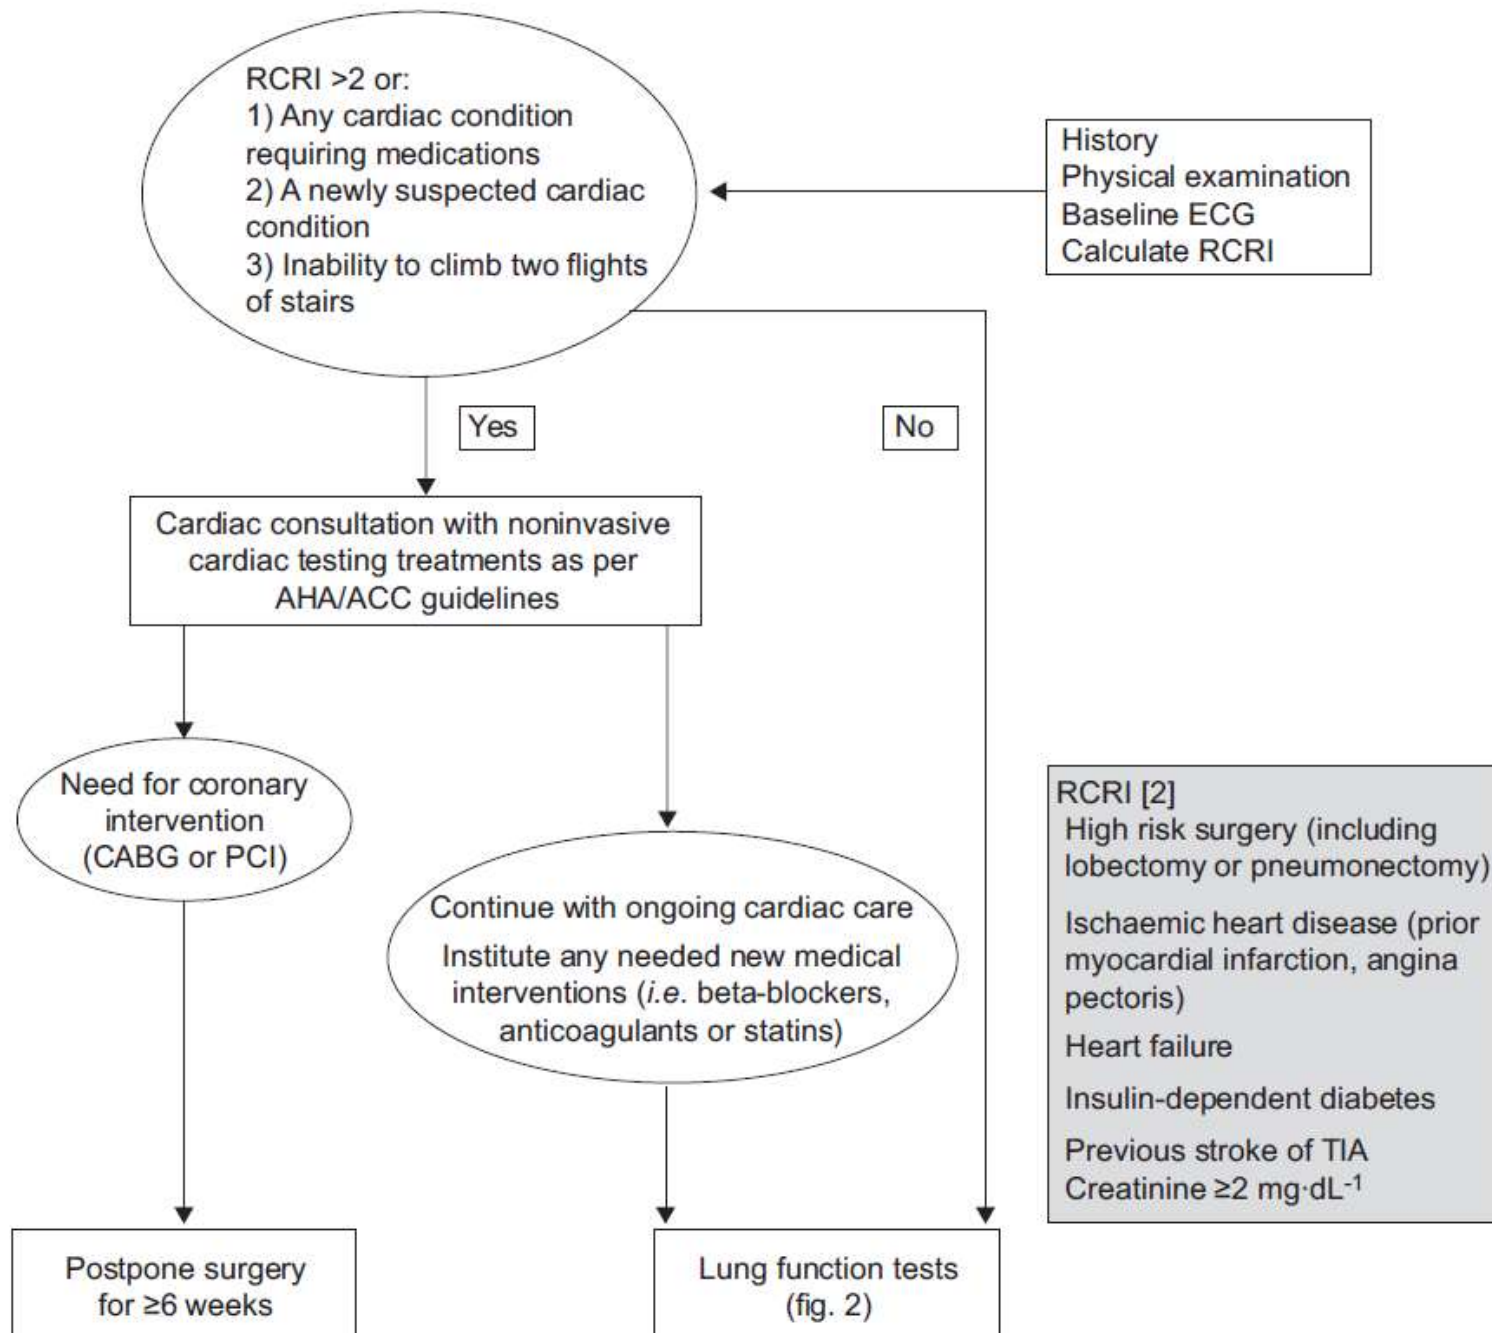 RCRI >2 or:
1) Any cardiac condition
requiring medications
2) A newly suspected cardiac
condition
3) Inability to climb two flights
of stairs
History
Physical examination
Baseline ECG
Calculate RCRI
Yes
No
Cardiac consultation with noninvasive
cardiac testing treatments as per
AHA/ACC guidelines
Need for coronary
intervention
(CABG or PCI)
Continue with ongoing cardiac care
Institute any needed new medical
interventions (i.e. beta-blockers,
anticoagulants or statins)
RCRI [2]
High risk surgery (including
lobectomy or pneumonectomy)
Ischaemic heart disease (prior
myocardial infarction, angina
pectoris)
Heart failure
Insulin-dependent diabetes
Previous stroke of TIA
Creatinine ≥2 mg·dL⁻¹
Postpone surgery
for ≥6 weeks
Lung function tests
(fig. 2)